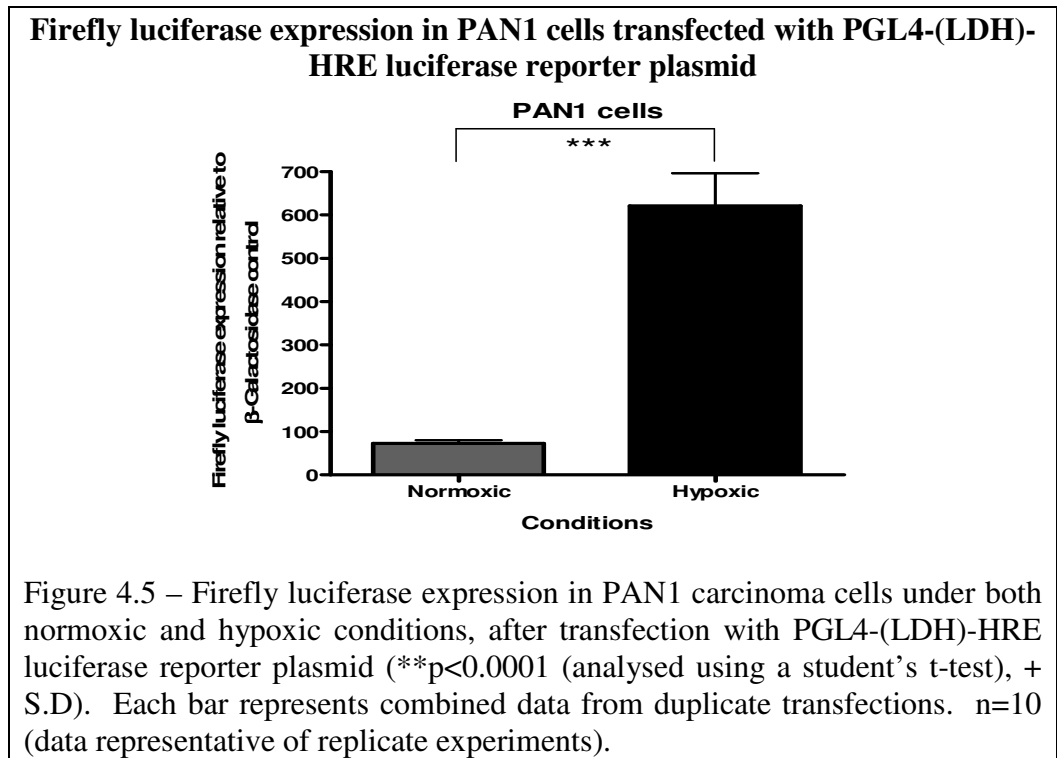 Firefly luciferase expression in PAN1 cells transfected with PGL4-(LDH)-
HRE luciferase reporter plasmid
PAN1 cells
***
Firefly luciferase expression relative to
β-Galactosidase control
700
600
500
400
300
200
100
0
Normoxic Hypoxic
Conditions
Figure 4.5 – Firefly luciferase expression in PAN1 carcinoma cells under both
normoxic and hypoxic conditions, after transfection with PGL4-(LDH)-HRE
luciferase reporter plasmid (**p<0.0001 (analysed using a student’s t-test), +
S.D). Each bar represents combined data from duplicate transfections. n=10
(data representative of replicate experiments).